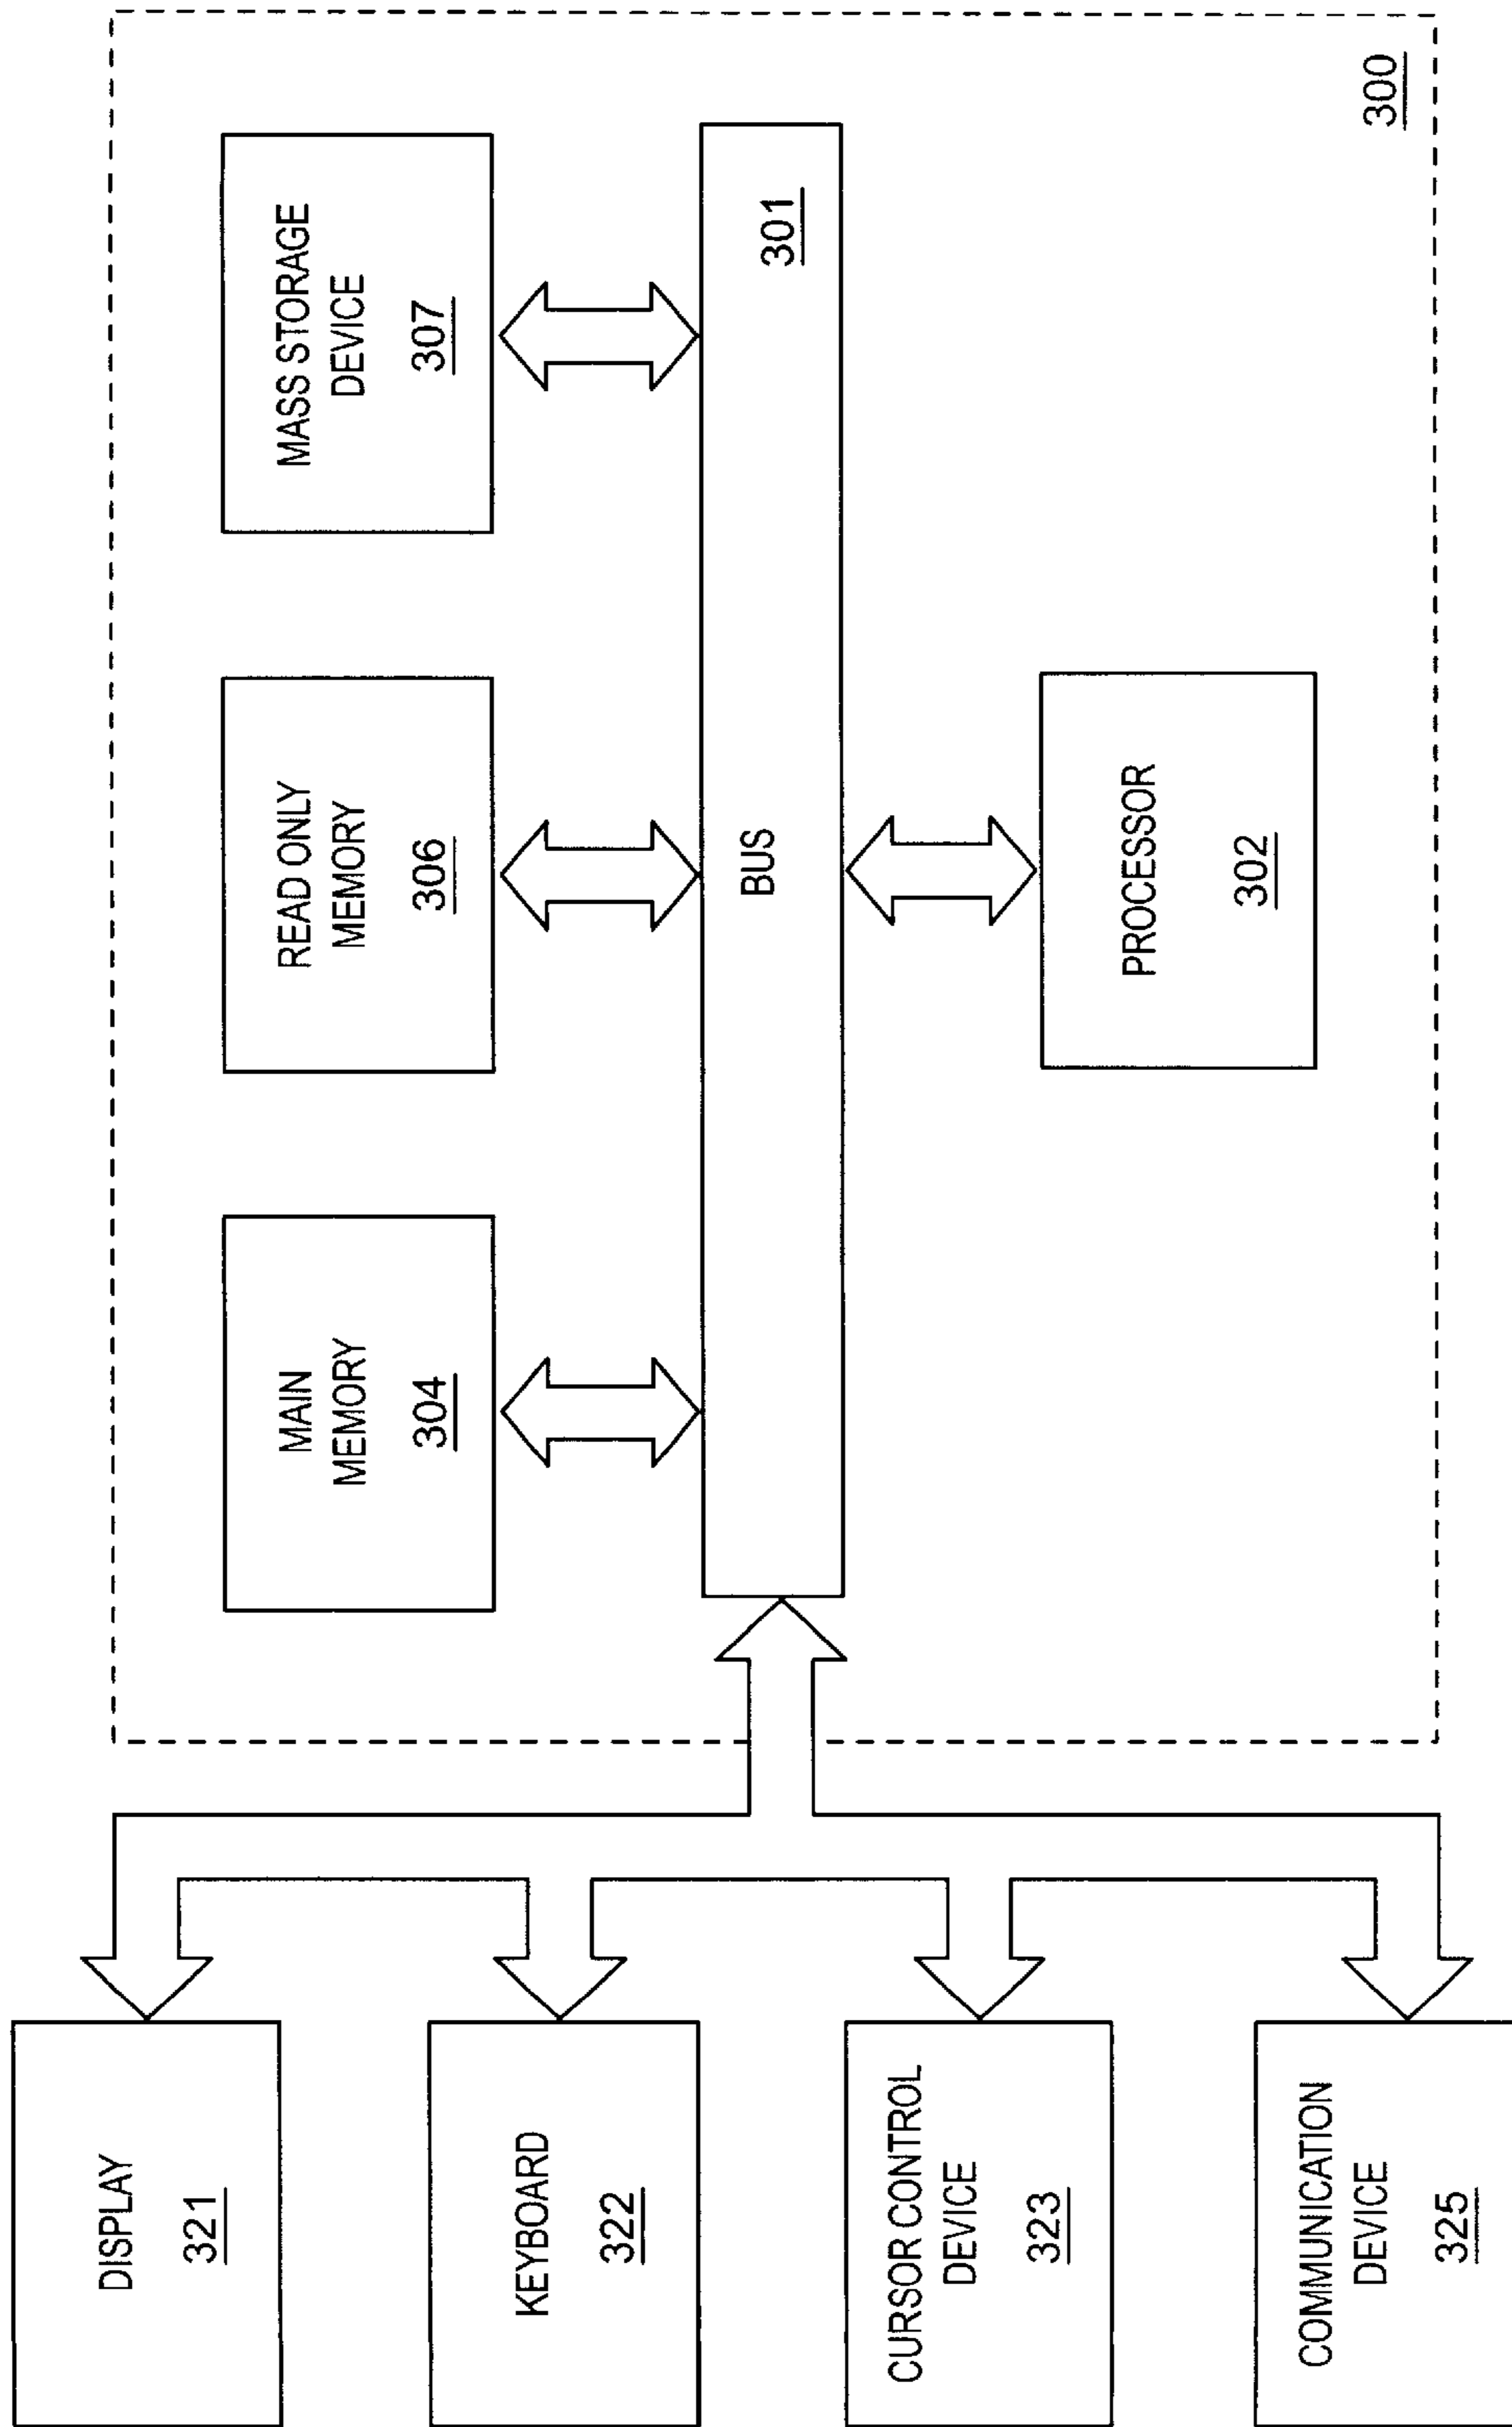 DISPLAY
321
KEYBOARD
322
CURSOR CONTROL
DEVICE
323
COMMUNICATION
DEVICE
325
MAIN
MEMORY
304
READ ONLY
MEMORY
306
MASS STORAGE
DEVICE
307
BUS
301
PROCESSOR
302
300